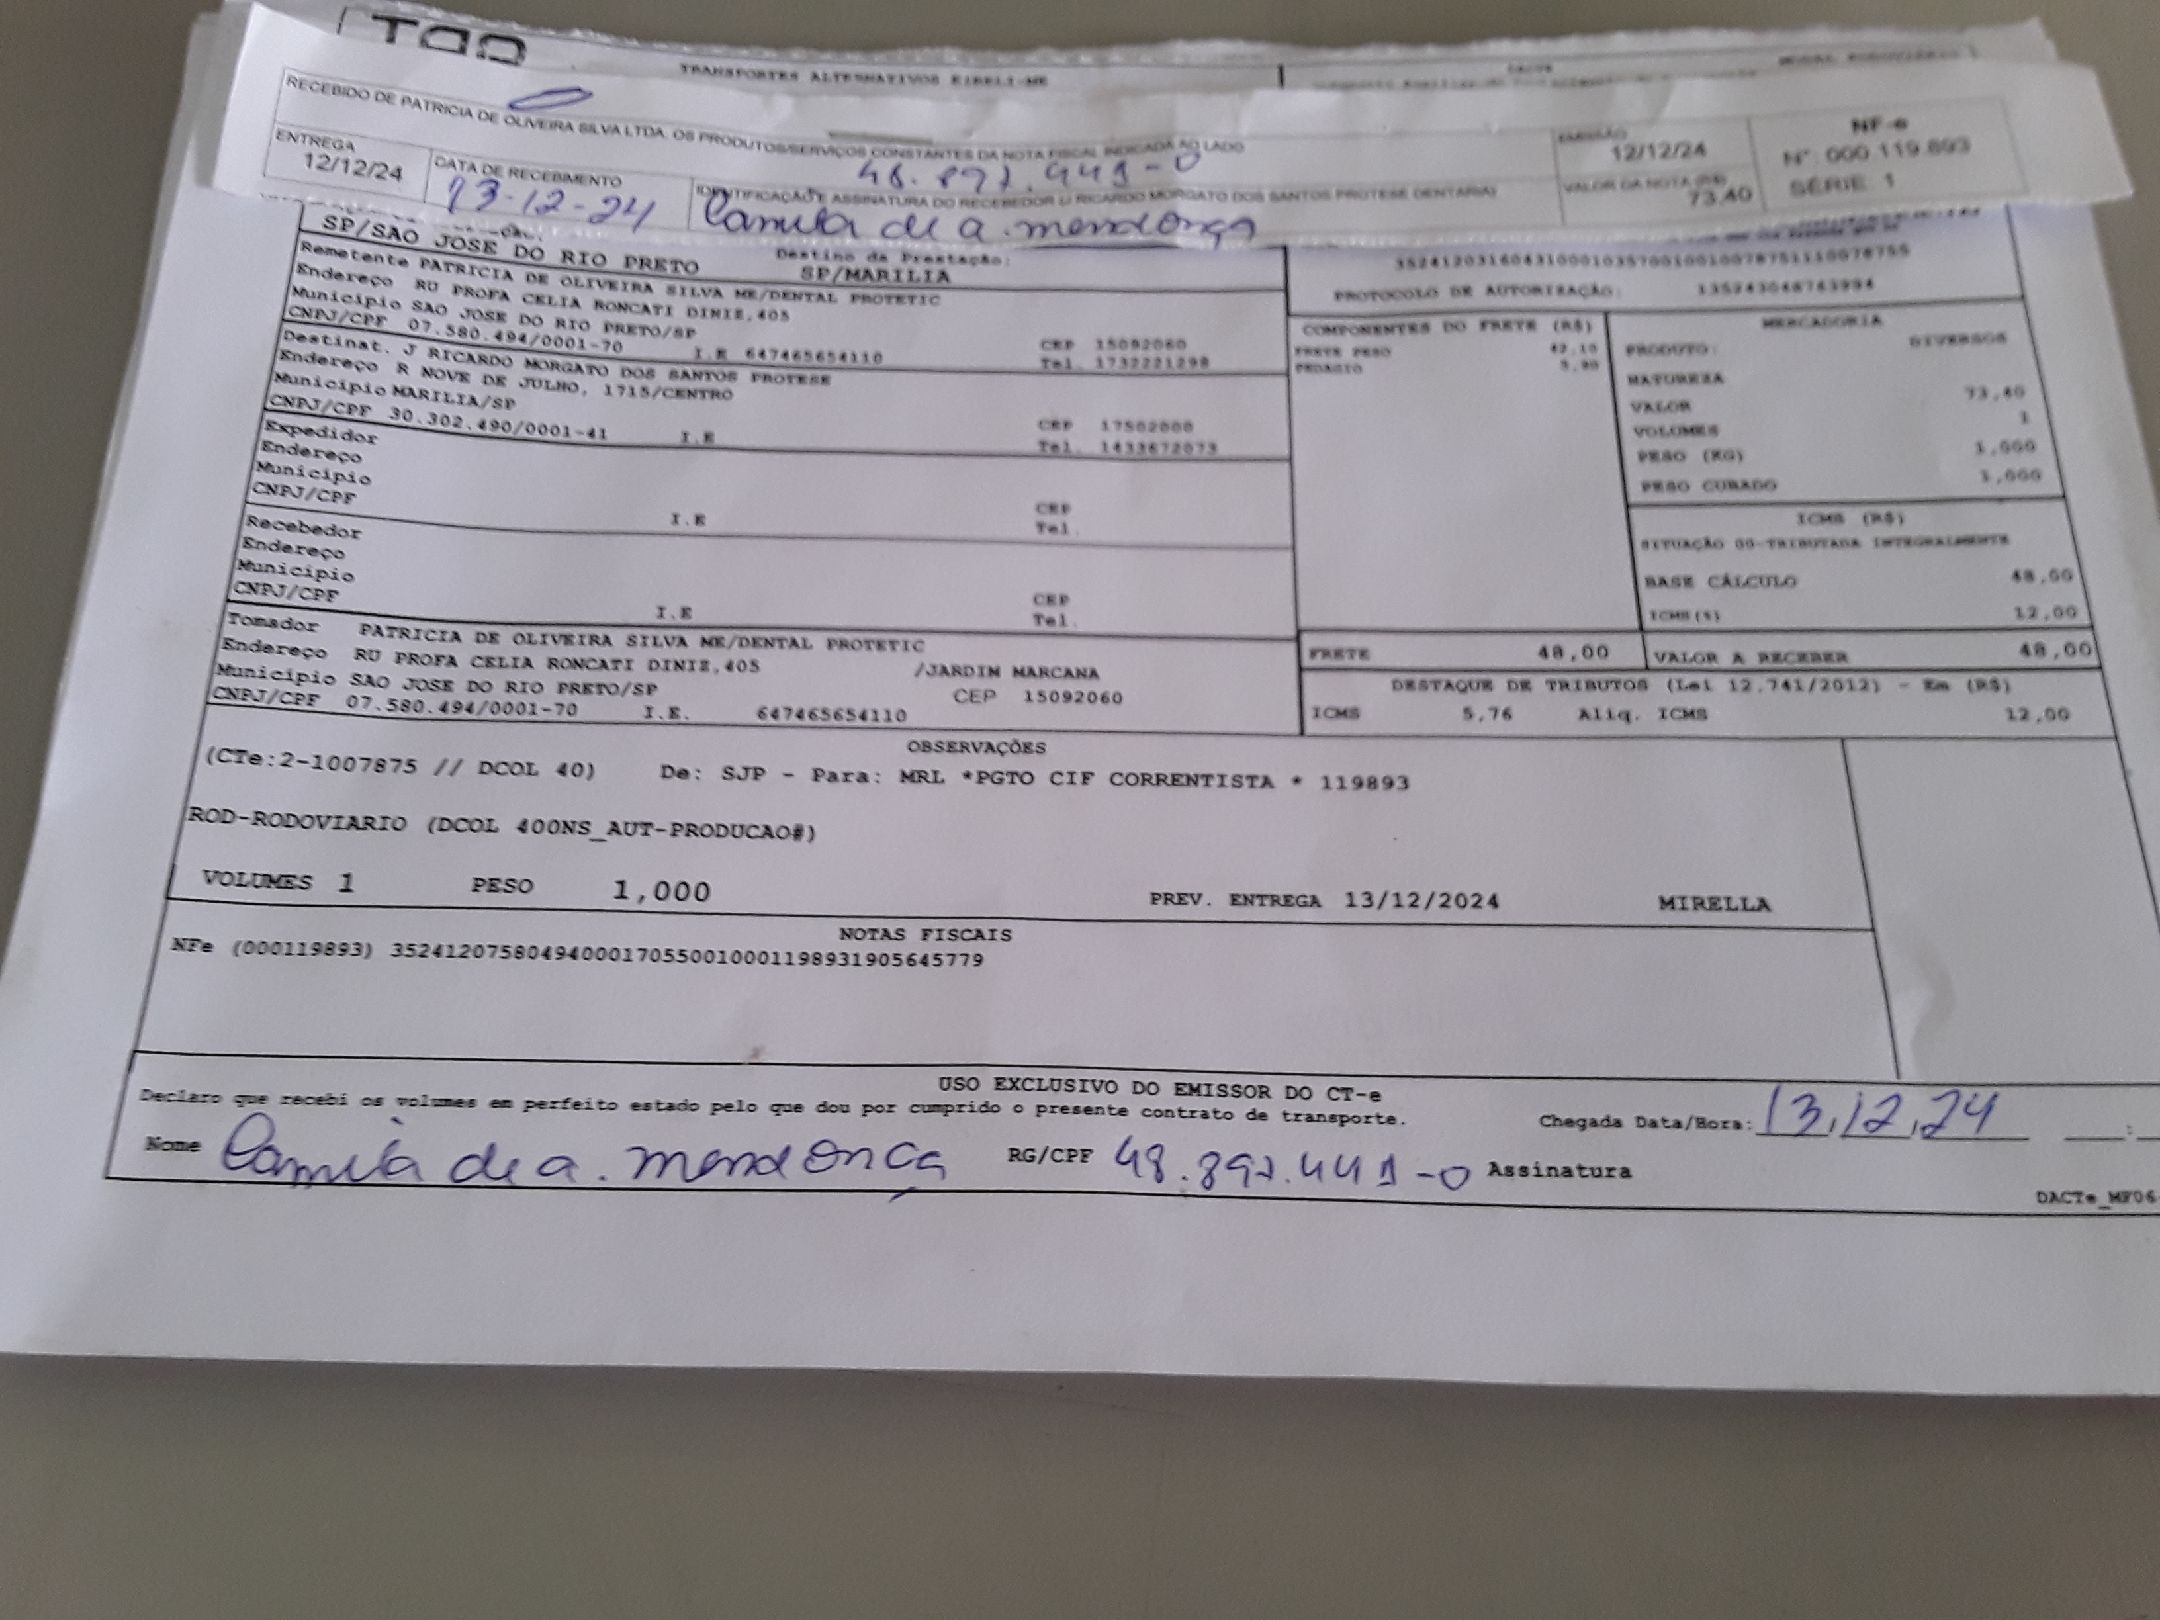 TRANSPORTES ALTERNATIVOS EIRELI-ME
RECEBIDO DE PATRICIA DE OLIVEIRA SILVA LTDA. OS PRODUTOS/SERVIÇOS CONSTANTES DA NOTA FISCAL INDICADA AO LADO
EMISSÃO 12/12/24
NF-e
Nº: 000.119.893
SÉRIE 1
ENTREGA 12/12/24
DATA DE RECEBIMENTO 13-12-24
48.897.449-0
IDENTIFICAÇÃO E ASSINATURA DO RECEBEDOR (J RICARDO MORGATO DOS SANTOS PROTESE DENTARIA)
Camila de a. mendonça
VALOR DA NOTA (R$) 73,40
SP/SAO JOSE DO RIO PRETO
Destino da Prestação:
SP/MARILIA
Remetente PATRICIA DE OLIVEIRA SILVA ME/DENTAL PROTETIC
Endereço RU PROFA CELIA RONCATI DINIZ,405
Municipio SAO JOSE DO RIO PRETO/SP CEP 15092060
CNPJ/CPF 07.580.494/0001-70 I.E 647465654110 Tel. 1732221298
Destinat. J RICARDO MORGATO DOS SANTOS PROTESE
Endereço R NOVE DE JULHO, 1715/CENTRO
Municipio MARILIA/SP CEP 17502000
CNPJ/CPF 30.302.490/0001-41 I.E Tel. 1433672073
Expedidor
Endereço
Municipio CEP
CNPJ/CPF I.E Tel.
Recebedor
Endereço
Municipio CEP
CNPJ/CPF I.E Tel.
Tomador PATRICIA DE OLIVEIRA SILVA ME/DENTAL PROTETIC
Endereço RU PROFA CELIA RONCATI DINIZ,405 /JARDIM MARCANA
Municipio SAO JOSE DO RIO PRETO/SP CEP 15092060
CNPJ/CPF 07.580.494/0001-70 I.E. 647465654110
PROTOCOLO DE AUTORIZAÇÃO: 135243048763994
COMPONENTES DO FRETE (R$)
FRETE PESO 42,10
PEDAGIO 5,90
MERCADORIA
PRODUTO: DIVERSOS
NATUREZA
VALOR 73,40
VOLUMES 1
PESO (KG) 1,000
PESO CUBADO 1,000
ICMS (R$)
SITUAÇÃO 00-TRIBUTADA INTEGRALMENTE
BASE CÁLCULO 48,00
ICMS(%) 12,00
FRETE 48,00
VALOR A RECEBER 48,00
DESTAQUE DE TRIBUTOS (Lei 12.741/2012) - Em (R$)
ICMS 5,76 Aliq. ICMS 12,00
OBSERVAÇÕES
(CTe:2-1007875 // DCOL 40) De: SJP - Para: MRL *PGTO CIF CORRENTISTA * 119893
ROD-RODOVIARIO (DCOL 400NS_AUT-PRODUCAO#)
VOLUMES 1 PESO 1,000 PREV. ENTREGA 13/12/2024 MIRELLA
NOTAS FISCAIS
NFe (000119893) 35241207580494000170550010001198931905645779
USO EXCLUSIVO DO EMISSOR DO CT-e
Declaro que recebi os volumes em perfeito estado pelo que dou por cumprido o presente contrato de transporte.
Chegada Data/Hora: 13,12,24 :
Nome Camila de a. mendonça RG/CPF 48.897.449-0 Assinatura
DACTe_MF06